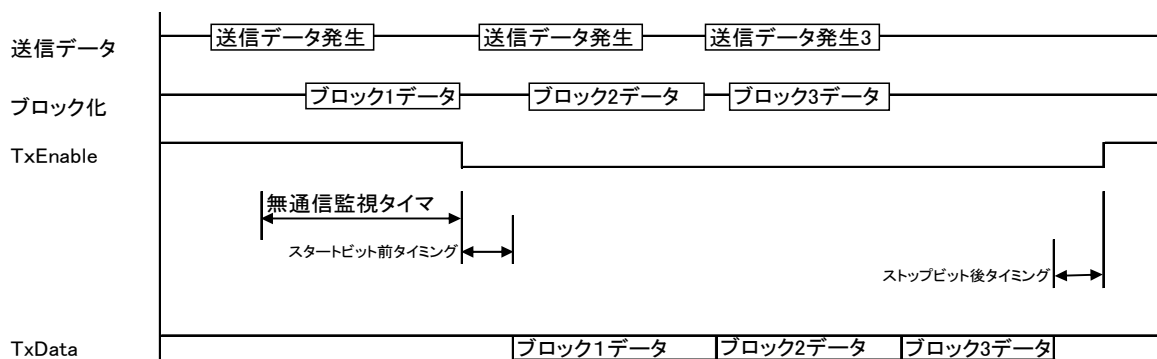 送信データ 送信データ発生 送信データ発生 送信データ発生3
ブロック化 ブロック1データ ブロック2データ ブロック3データ
TxEnable
無通信監視タイマ
スタートビット前タイミング
ストップビット後タイミング
TxData ブロック1データ ブロック2データ ブロック3データ